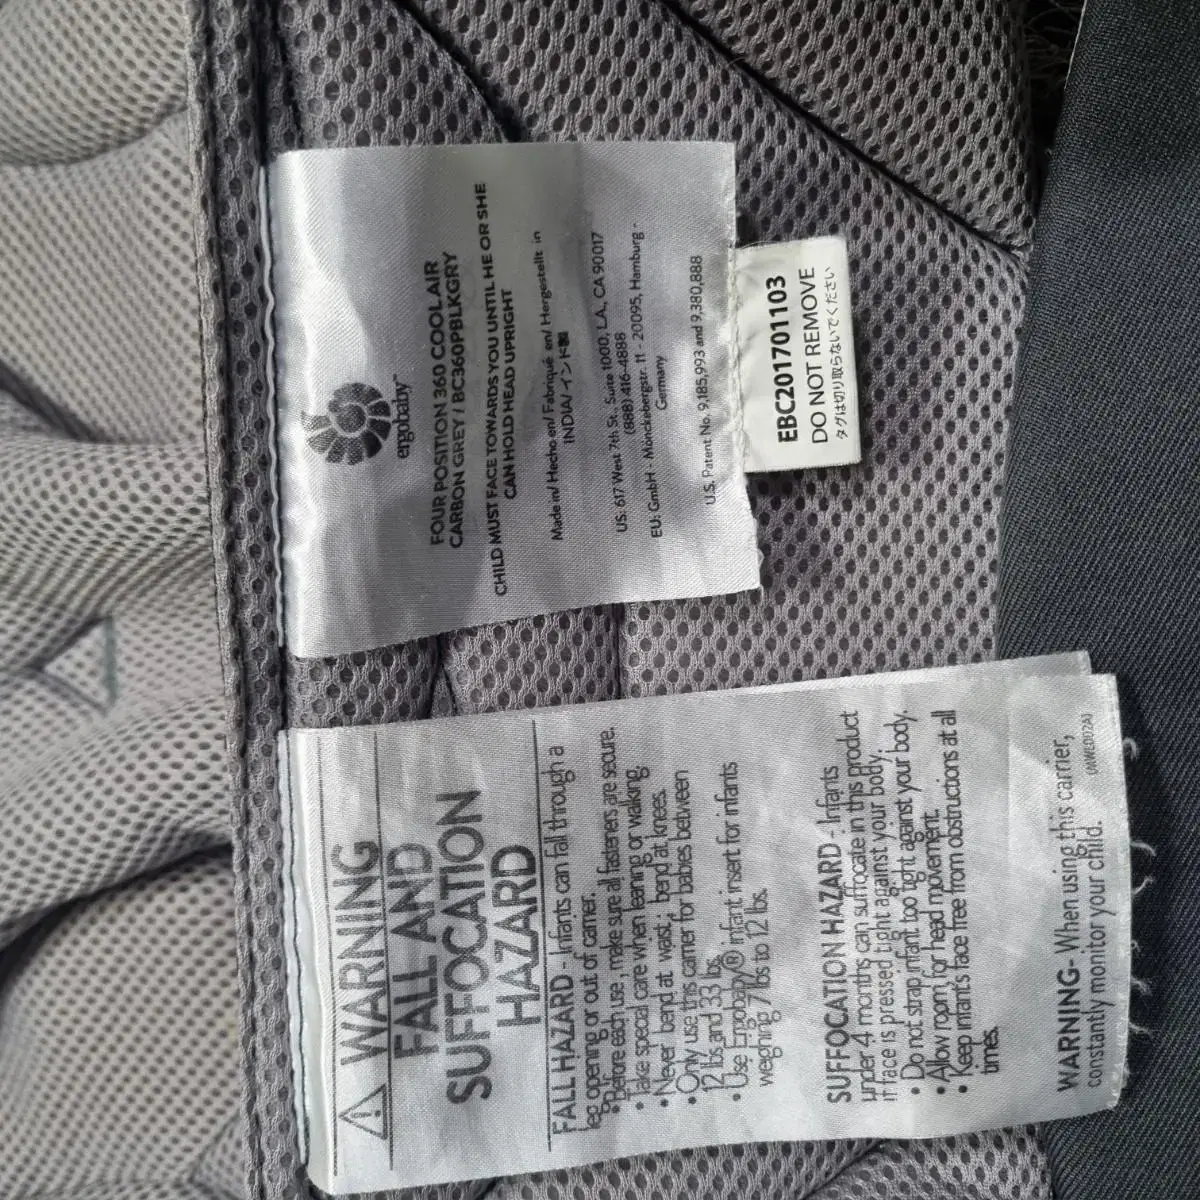 ergobaby™
FOUR POSITION 360 COOL AIR
CARBON GREY / BC360PBLKGRY
CHILD MUST FACE TOWARDS YOU UNTIL HE OR SHE
CAN HOLD HEAD UPRIGHT
Made in/ Hecho en/ Fabriqué en/ Hergestellt in
INDIA/インド製
US: 617 West 7th St., Suite 1000, LA, CA 90017
(888) 416-4888
EU: GmbH - Mönckebergstr. 11 - 20095, Hamburg -
Germany
U.S. Patent No. 9,185,993 and 9,380,888
EBC201701103
DO NOT REMOVE
タグは切り取らないでください
WARNING
FALL AND
SUFFOCATION
HAZARD
FALL HAZARD - Infants can fall through a
leg opening or out of carrier.
• Before each use, make sure all fasteners are secure.
• Take special care when leaning or walking.
• Never bend at waist; bend at knees.
• Only use this carrier for babies between
12 lbs and 33 lbs.
• Use Ergobaby® infant insert for infants
weighing 7 lbs to 12 lbs.
SUFFOCATION HAZARD - Infants
under 4 months can suffocate in this product
if face is pressed tight against your body.
• Do not strap infant too tight against your body.
• Allow room for head movement.
• Keep infant's face free from obstructions at all
times.
WARNING- When using this carrier,
constantly monitor your child.